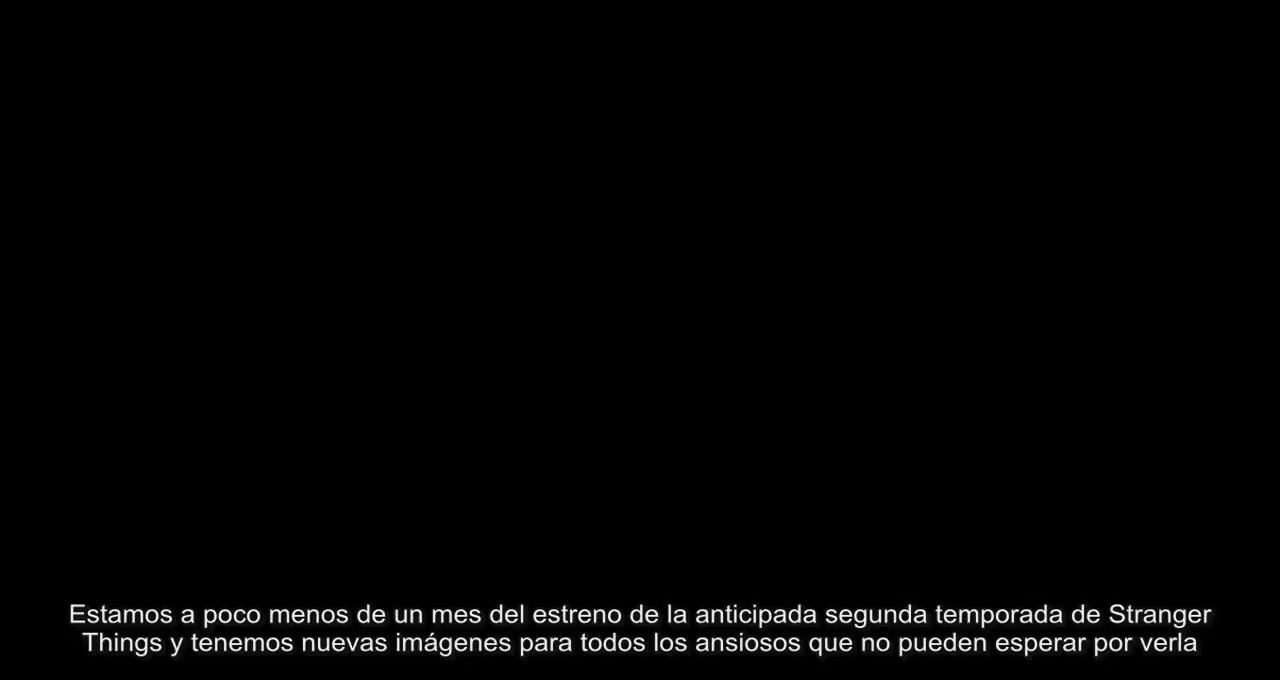 Estamos a poco menos de un mes del estreno de la anticipada segunda temporada de Stranger
Things y tenemos nuevas imágenes para todos los ansiosos que no pueden esperar por verla